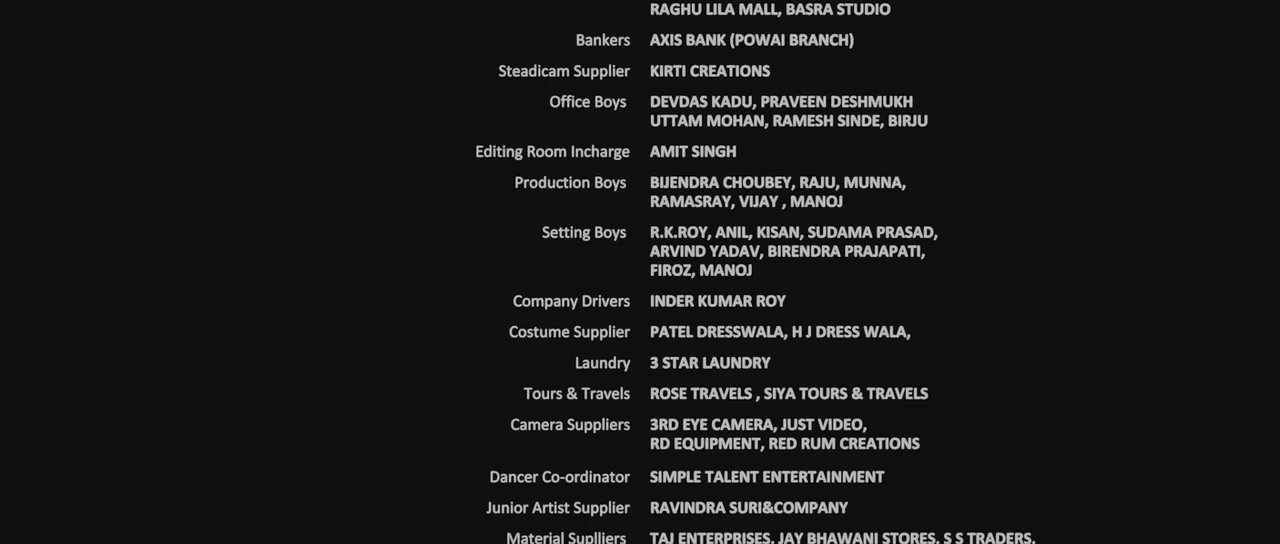 RAGHU LILA MALL, BASRA STUDIO
Bankers AXIS BANK (POWAI BRANCH)
Steadicam Supplier KIRTI CREATIONS
Office Boys DEVDAS KADU, PRAVEEN DESHMUKH
UTTAM MOHAN, RAMESH SINDE, BIRJU
Editing Room Incharge AMIT SINGH
Production Boys BIJENDRA CHOUBEY, RAJU, MUNNA,
RAMASRAY, VIJAY , MANOJ
Setting Boys R.K.ROY, ANIL, KISAN, SUDAMA PRASAD,
ARVIND YADAV, BIRENDRA PRAJAPATI,
FIROZ, MANOJ
Company Drivers INDER KUMAR ROY
Costume Supplier PATEL DRESSWALA, H J DRESS WALA,
Laundry 3 STAR LAUNDRY
Tours & Travels ROSE TRAVELS , SIYA TOURS & TRAVELS
Camera Suppliers 3RD EYE CAMERA, JUST VIDEO,
RD EQUIPMENT, RED RUM CREATIONS
Dancer Co-ordinator SIMPLE TALENT ENTERTAINMENT
Junior Artist Supplier RAVINDRA SURI&COMPANY
Material Suplliers TAJ ENTERPRISES, JAY BHAWANI STORES, S S TRADERS,